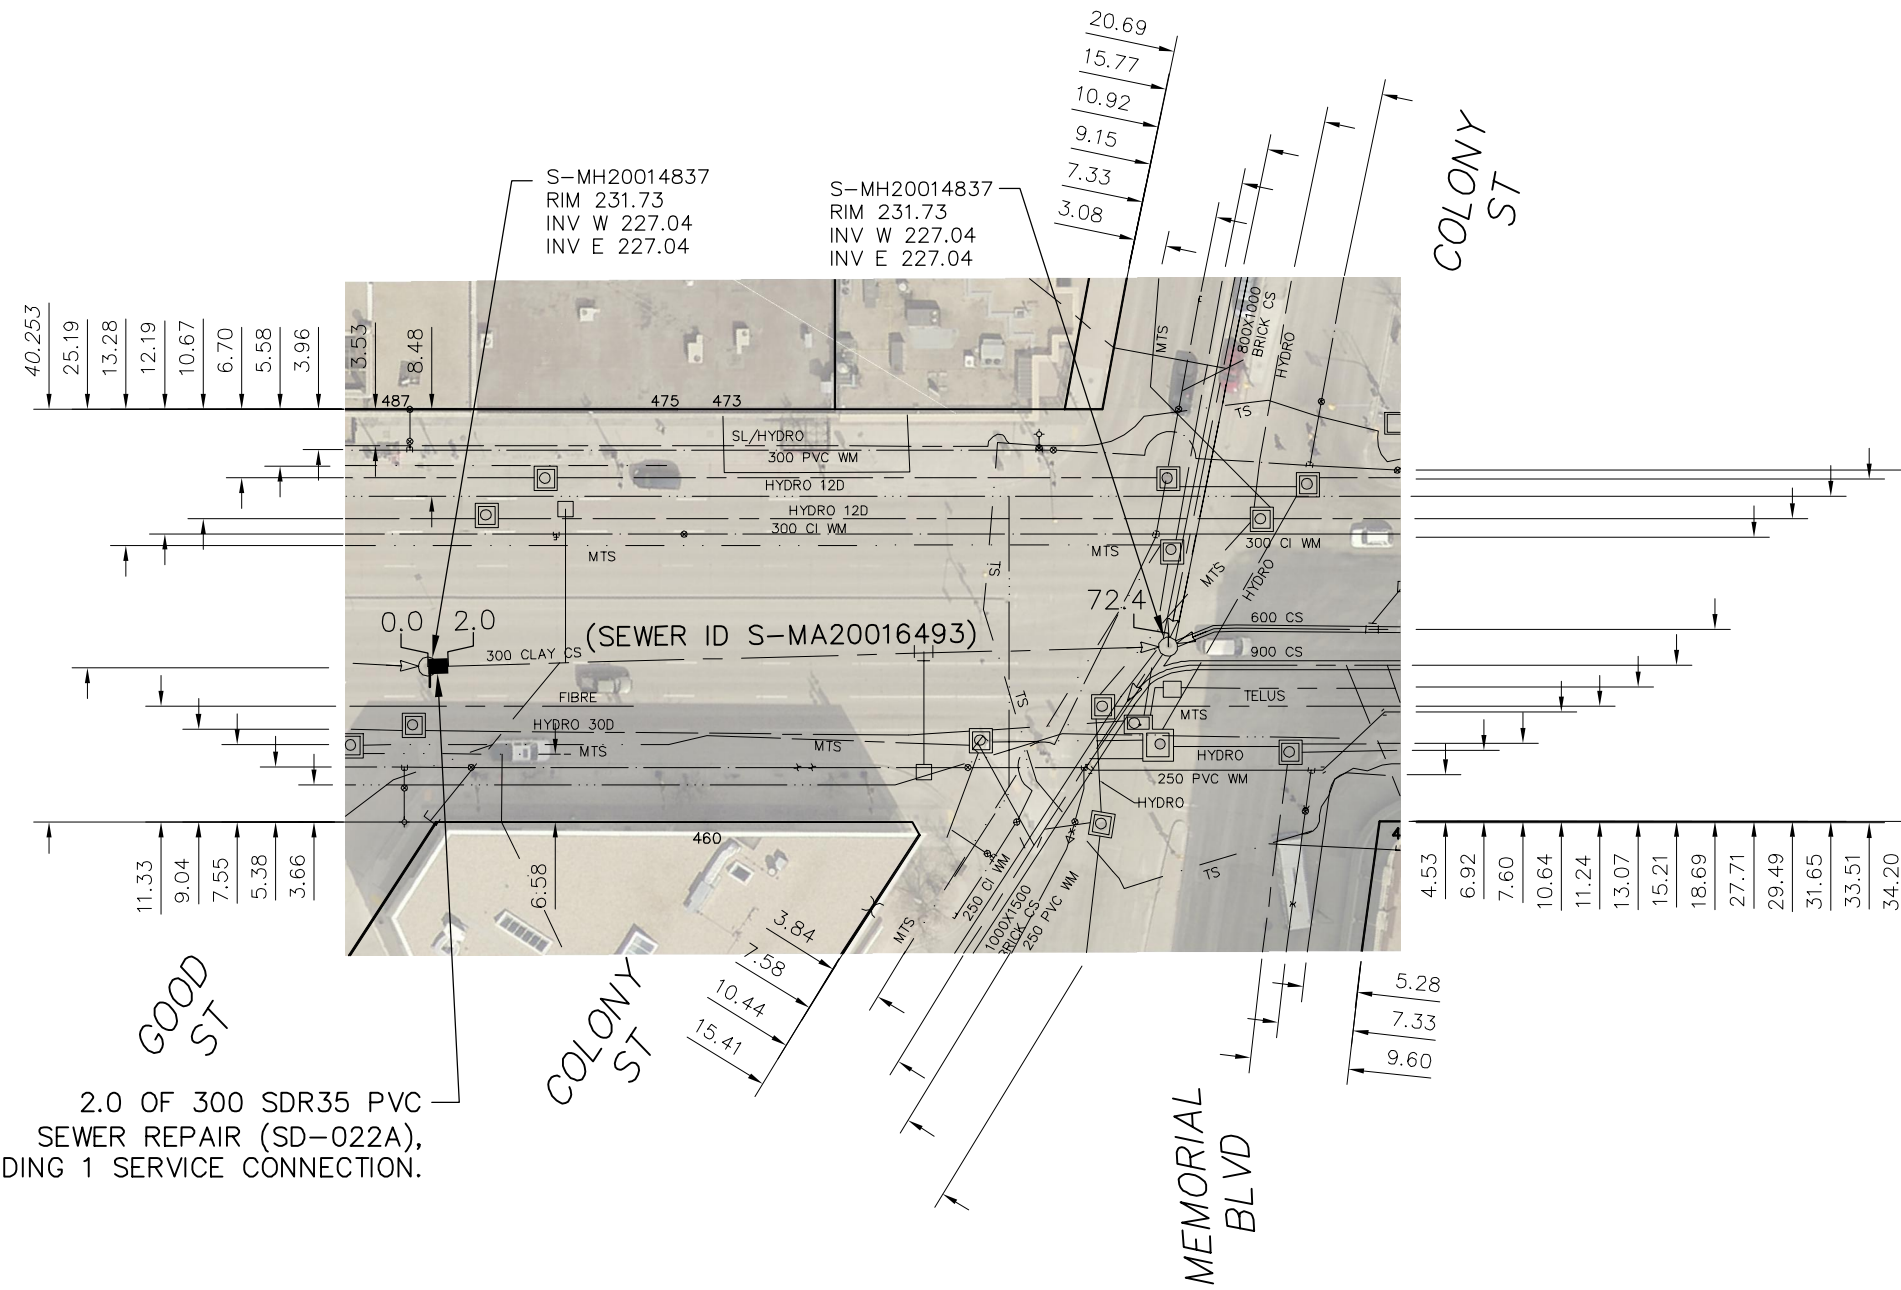 20.69
15.77
10.92
9.15
7.33
3.08
COLONY
ST
S-MH20014837
RIM 231.73
INV W 227.04
INV E 227.04
S-MH20014837
RIM 231.73
INV W 227.04
INV E 227.04
40.253
25.19
13.28
12.19
10.67
6.70
5.58
3.96
3.53
8.48
MTS
800X1000
BRICK CS
HYDRO
TS
487
475
473
SL/HYDRO
300 PVC WM
HYDRO 12D
HYDRO 12D
300 CI WM
MTS
TS
MTS
300 CI WM
MTS
HYDRO
0.0
2.0
72.4
(SEWER ID S-MA20016493)
300 CLAY CS
600 CS
900 CS
FIBRE
TS
TELUS
HYDRO 30D
MTS
MTS
MTS
HYDRO
250 PVC WM
HYDRO
460
4
TS
250 CI WM
1000X1500
BRICK CS
250 PVC WM
MTS
11.33
9.04
7.55
5.38
3.66
6.58
4.53
6.92
7.60
10.64
11.24
13.07
15.21
18.69
27.71
29.49
31.65
33.51
34.20
3.84
7.58
10.44
15.41
5.28
7.33
9.60
GOOD
ST
COLONY
ST
MEMORIAL
BLVD
2.0 OF 300 SDR35 PVC
SEWER REPAIR (SD-022A),
DING 1 SERVICE CONNECTION.